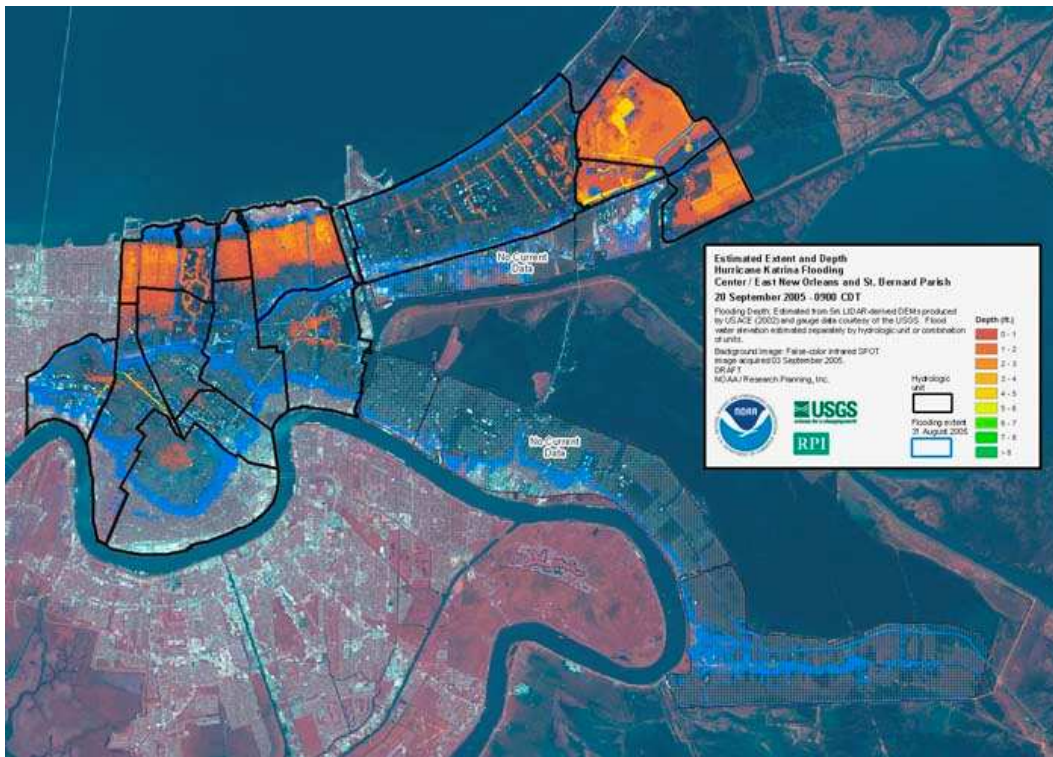 No Current
Data
No Current
Data
Estimated Extent and Depth
Hurricane Katrina Flooding
Center / East New Orleans and St. Bernard Parish
20 September 2005 - 0900 CDT
Flooding Depth: Estimated from 5m LIDAR-derived DEMs produced
by USACE (2002) and gauge data courtesy of the USGS. Flood
water elevation estimated separately by hydrologic unit or combination
of units.
Background Image: False-color infrared SPOT
image acquired 03 September 2005.
DRAFT
NOAA / Research Planning, Inc.
NOAA
USGS
RPI
Hydrologic
unit
Flooding extent
31 August 2005
Depth (ft.)
0 - 1
1 - 2
2 - 3
3 - 4
4 - 5
5 - 6
6 - 7
7 - 8